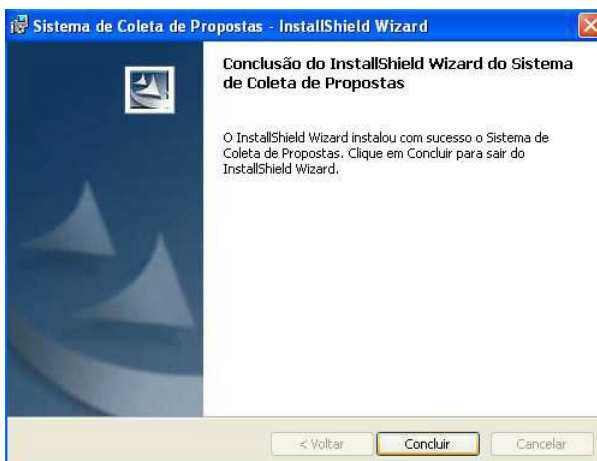 Sistema de Coleta de Propostas - InstallShield Wizard
Conclusão do InstallShield Wizard do Sistema
de Coleta de Propostas
O InstallShield Wizard instalou com sucesso o Sistema de
Coleta de Propostas. Clique em Concluir para sair do
InstallShield Wizard.
< Voltar Concluir Cancelar